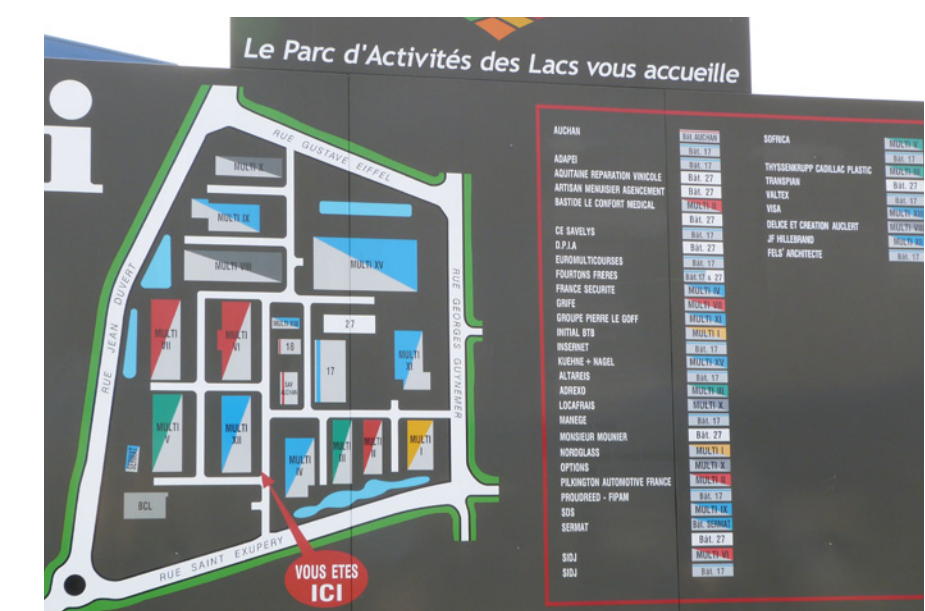 Le Parc d'Activités des Lacs vous accueille
i
RUE GUSTAVE EIFFEL
RUE JEAN DUVERT
RUE GEORGES GUYNEMER
RUE SAINT EXUPERY
MULTI X
MULTI IX
MULTI VIII
MULTI XV
MULTI VII
MULTI VI
MULTI XIII
27
18
17
MULTI XI
SAV AUCHAN
MULTI V
MULTI XII
MULTI IV
MULTI III
MULTI II
MULTI I
SERMAT
BCL
VOUS ETES
ICI
AUCHAN Bât. AUCHAN
Bât. 17
ADAPEI Bât. 17
AQUITAINE REPARATION VINICOLE Bât. 27
ARTISAN MENUISIER AGENCEMENT Bât. 27
BASTIDE LE CONFORT MEDICAL MULTI II
Bât. 27
CE SAVELYS Bât. 17
D.P.I.A Bât. 27
EUROMULTICOURSES Bât. 17
FOURTONS FRERES Bât.17 & 27
FRANCE SECURITE MULTI IV
GRIFE MULTI VII
GROUPE PIERRE LE GOFF MULTI XI
INITIAL BTB MULTI I
INSERNET Bât. 17
KUEHNE + NAGEL MULTI XV
ALTAREIS Bât. 17
ADREXO MULTI III
LOCAFRAIS MULTI X
MANEGE Bât. 17
MONSIEUR MOUNIER Bât. 27
NORDGLASS MULTI I
OPTIONS MULTI X
PILKINGTON AUTOMOTIVE FRANCE MULTI II
PROUDREED - FIPAM Bât. 17
SDS MULTI IX
SERMAT Bât. SERMAT
Bât. 27
SIDJ MULTI VI
SIDJ Bât. 17
SOFRICA MULTI V
Bât. 17
THYSSENKRUPP CADILLAC PLASTIC MULTI III
TRANSPIAN Bât. 27
VALTEX Bât. 17
VISA MULTI XIII
DELICE ET CREATION AUCLERT MULTI VIII
JF HILLEBRAND MULTI XII
FELS' ARCHITECTE Bât. 17